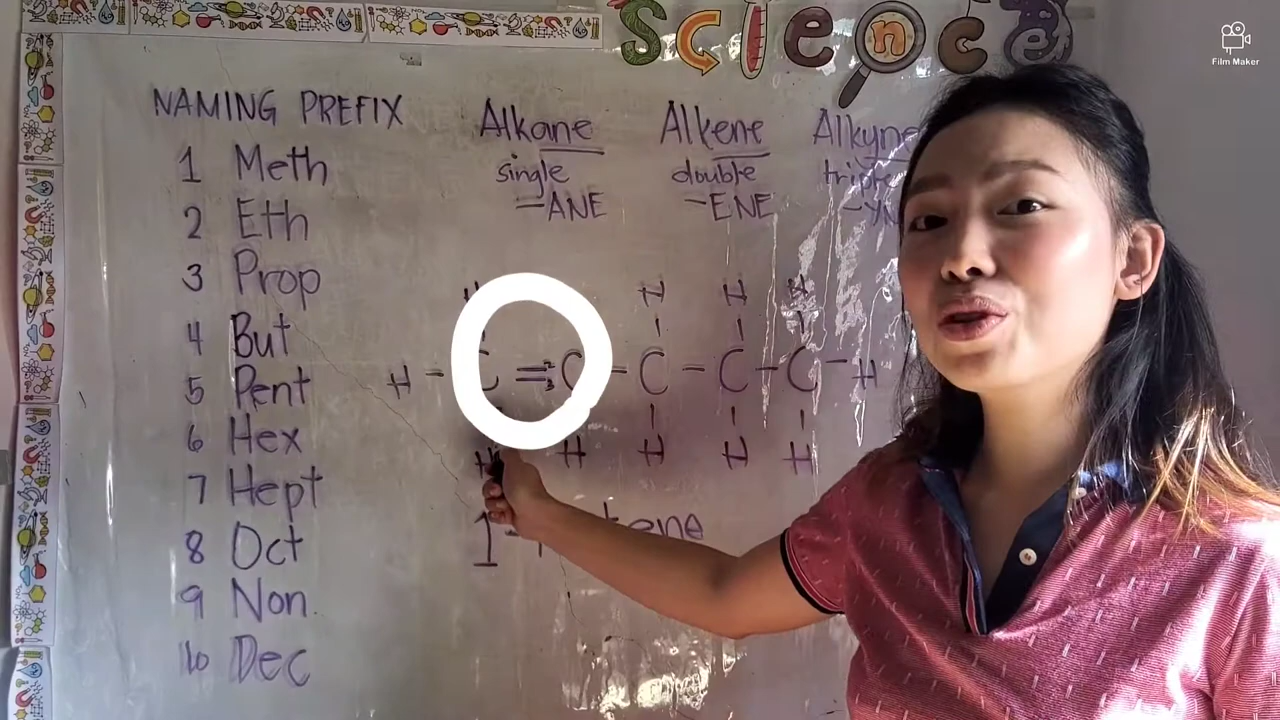 Science
Film Maker
NAMING PREFIX
1 Meth
2 Eth
3 Prop
4 But
5 Pent
6 Hex
7 Hept
8 Oct
9 Non
10 Dec
Alkane Alkene Alkyne
single double
-ANE -ENE
H H H H
H - C = C - C - C - C - H
H H H H H
1-